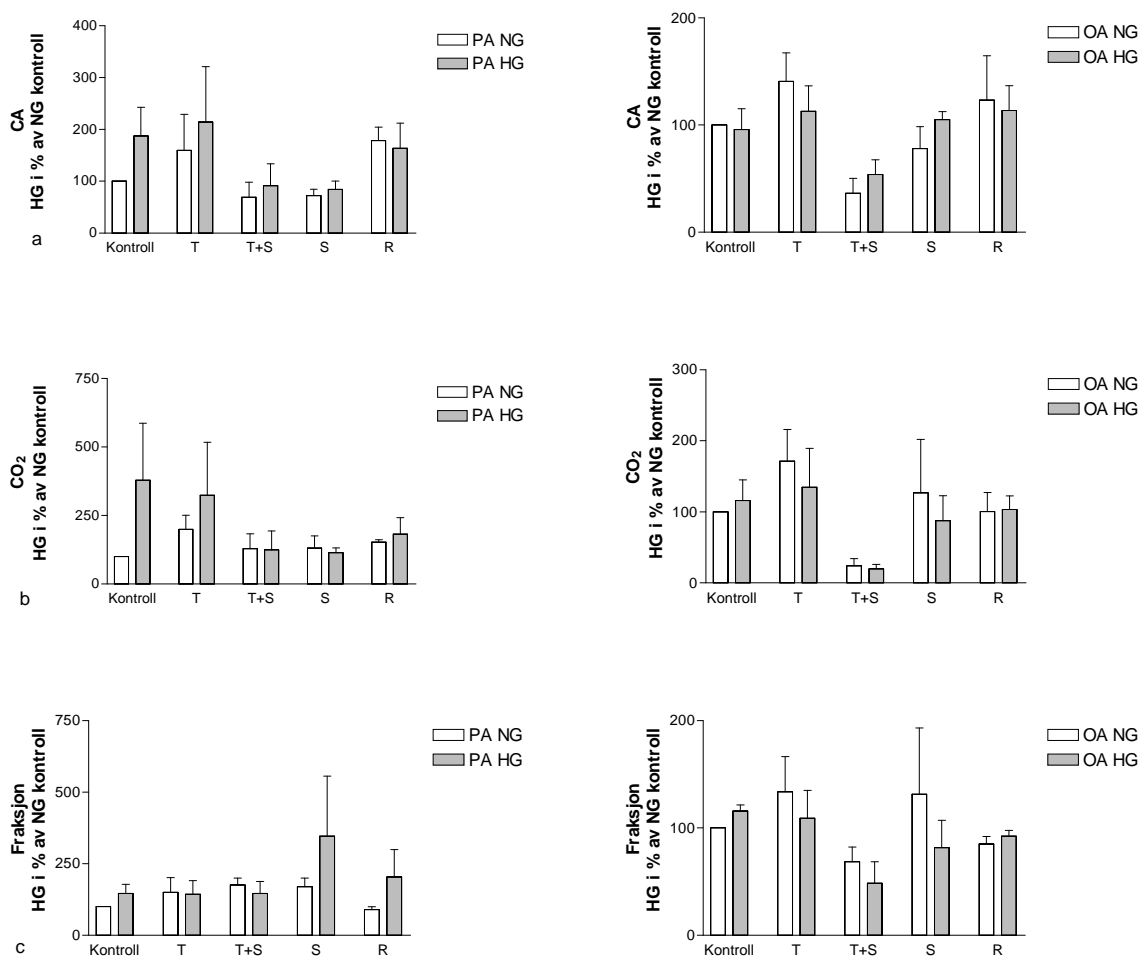 400
300
200
100
0
CA
HG i % av NG kontroll
PA NG
PA HG
Kontroll T T+S S R
a
200
100
0
CA
HG i % av NG kontroll
OA NG
OA HG
Kontroll T T+S S R
750
500
250
0
CO2
HG i % av NG kontroll
PA NG
PA HG
Kontroll T T+S S R
b
300
200
100
0
CO2
HG i % av NG kontroll
OA NG
OA HG
Kontroll T T+S S R
750
500
250
0
Fraksjon
HG i % av NG kontroll
PA NG
PA HG
Kontroll T T+S S R
c
200
100
0
Fraksjon
HG i % av NG kontroll
OA NG
OA HG
Kontroll T T+S S R